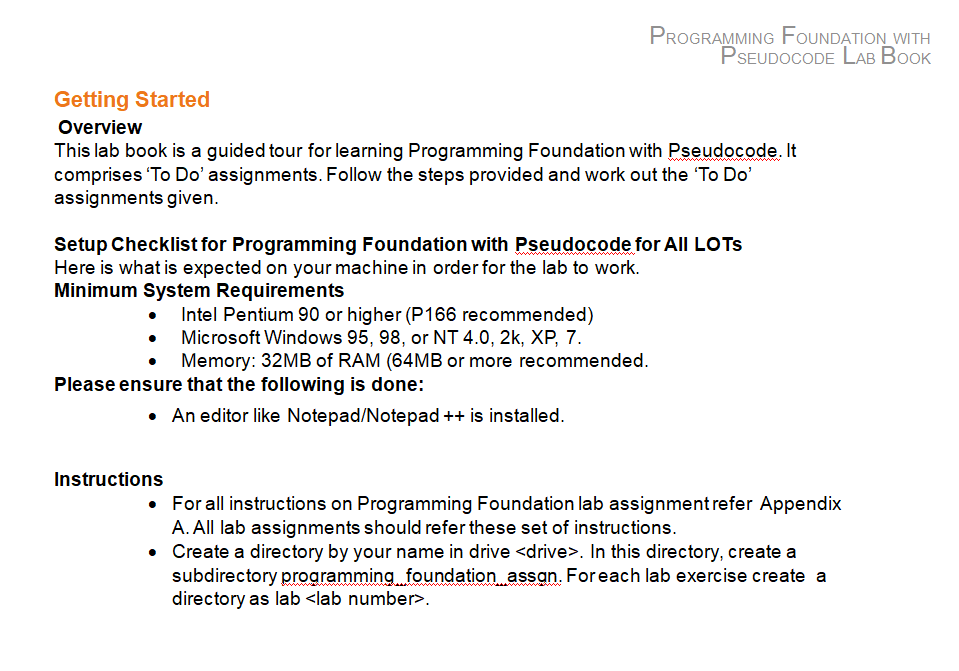 PROGRAMMING FOUNDATION WITH
PSEUDOCODE LAB BOOK
Getting Started
Overview
This lab book is a guided tour for learning Programming Foundation with Pseudocode. It
comprises ‘To Do’ assignments. Follow the steps provided and work out the ‘To Do’
assignments given.
Setup Checklist for Programming Foundation with Pseudocode for All LOTs
Here is what is expected on your machine in order for the lab to work.
Minimum System Requirements
• Intel Pentium 90 or higher (P166 recommended)
• Microsoft Windows 95, 98, or NT 4.0, 2k, XP, 7.
• Memory: 32MB of RAM (64MB or more recommended.
Please ensure that the following is done:
• An editor like Notepad/Notepad ++ is installed.
Instructions
• For all instructions on Programming Foundation lab assignment refer Appendix
A. All lab assignments should refer these set of instructions.
• Create a directory by your name in drive <drive>. In this directory, create a
subdirectory programming_foundation_assgn. For each lab exercise create a
directory as lab <lab number>.